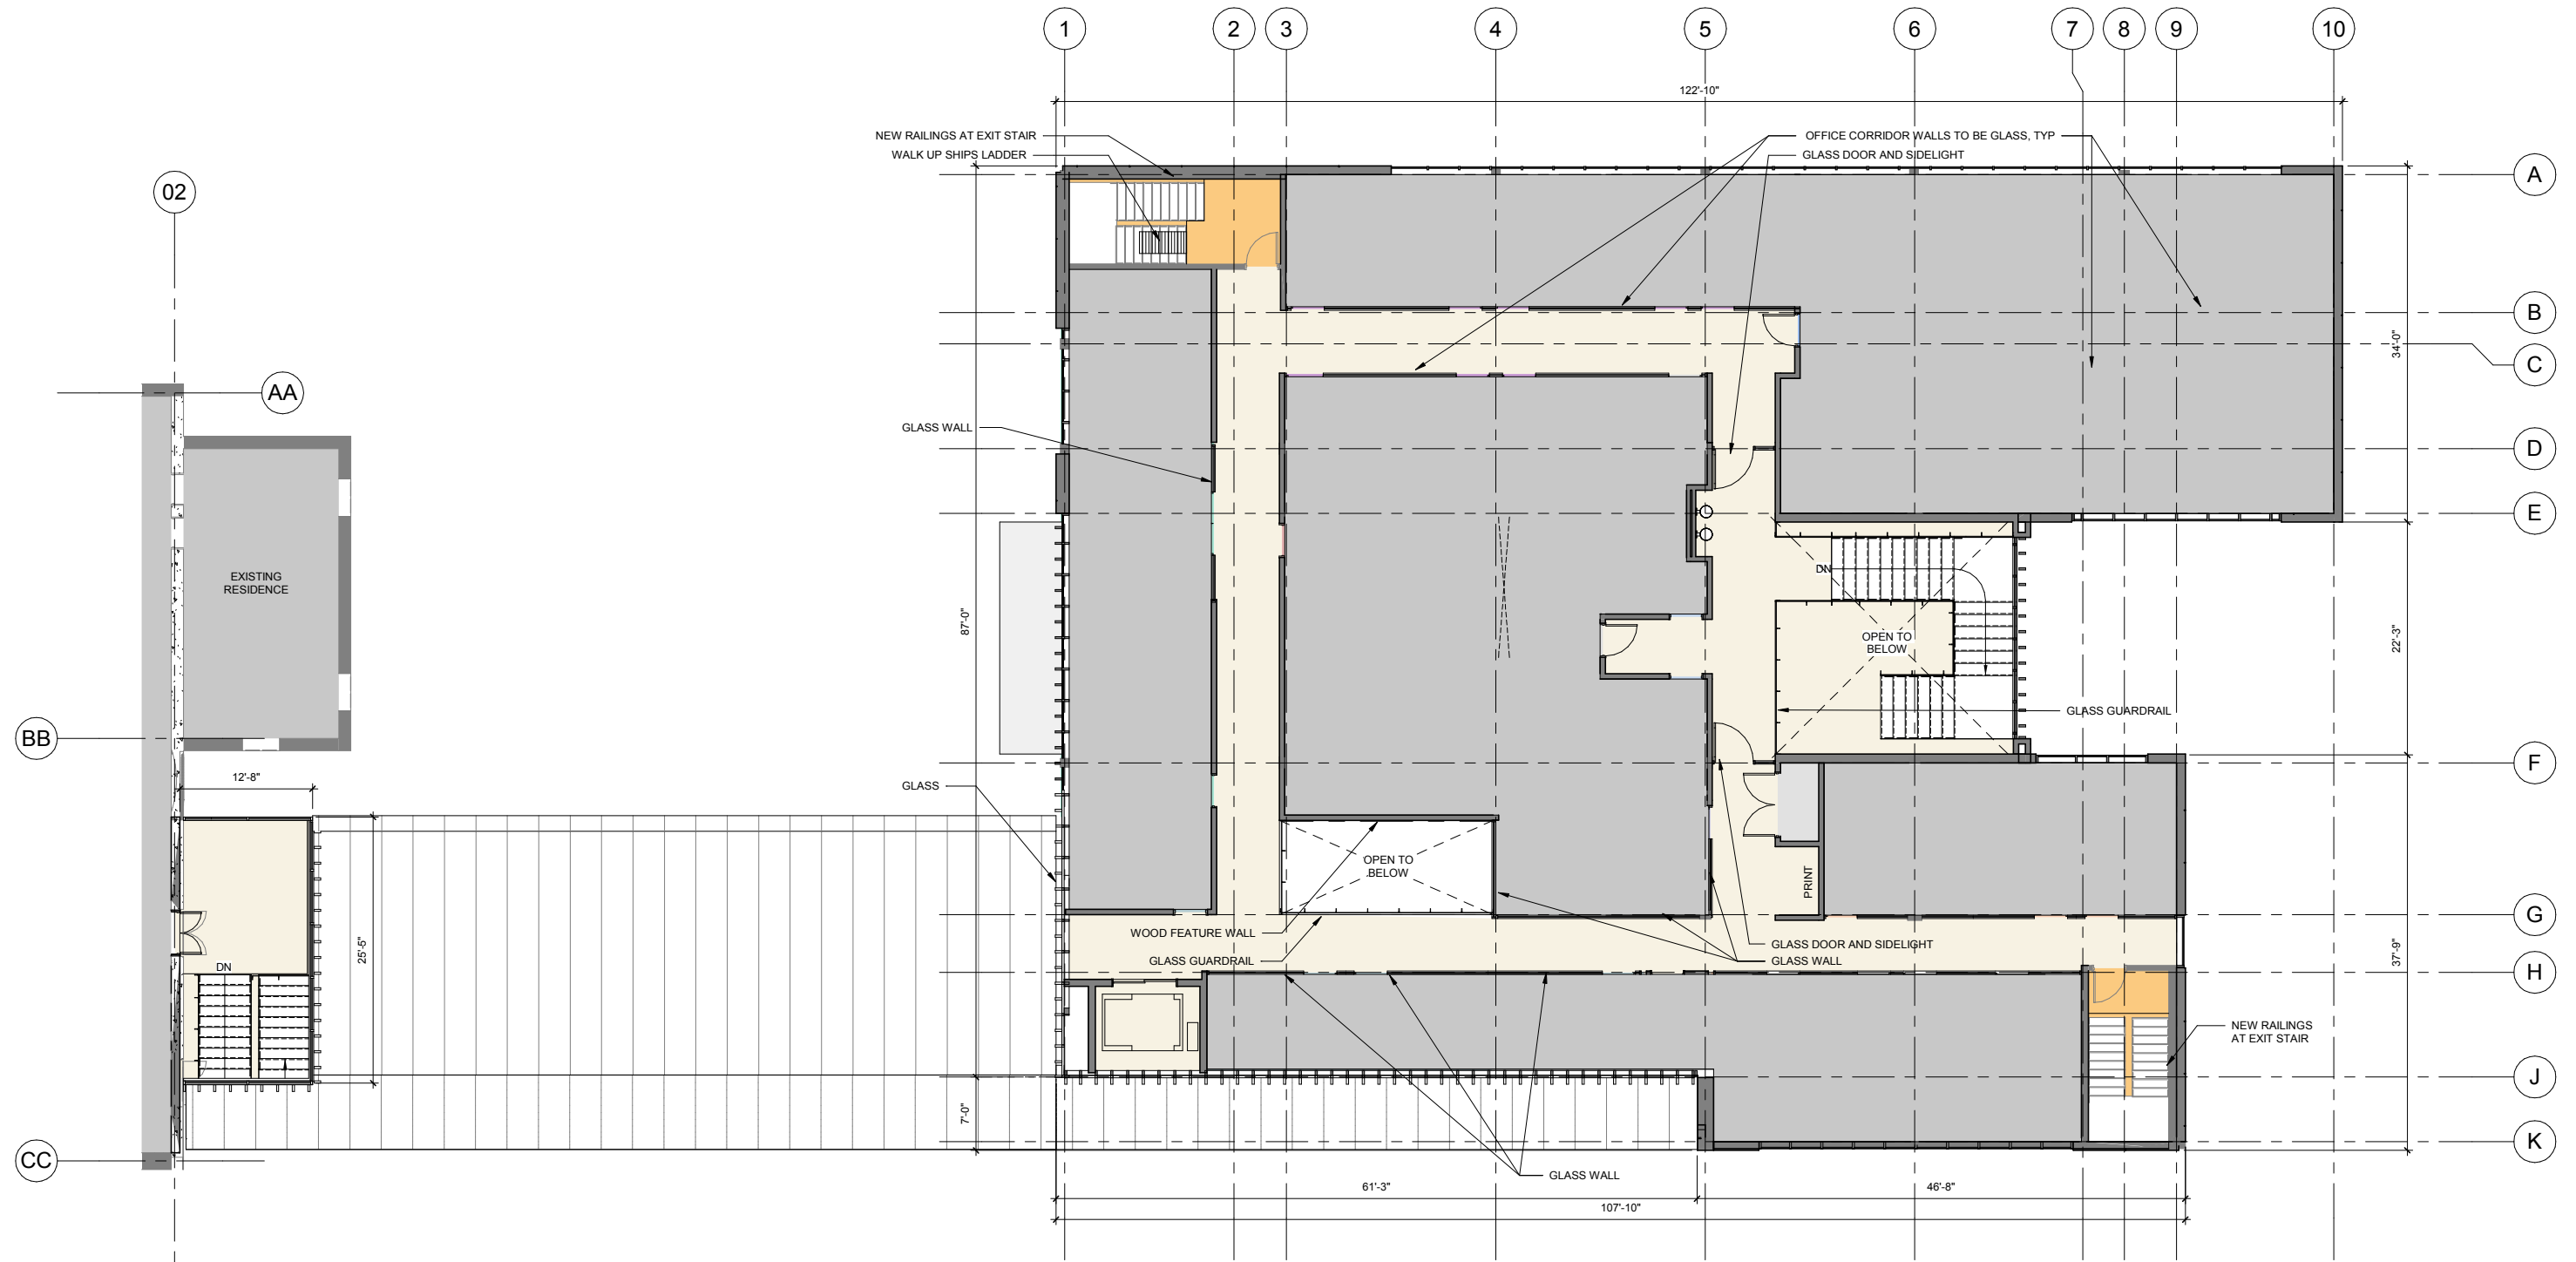 1
2
3
4
5
6
7
8
9
10
122'-10"
NEW RAILINGS AT EXIT STAIR
OFFICE CORRIDOR WALLS TO BE GLASS, TYP
WALK UP SHIPS LADDER
GLASS DOOR AND SIDELIGHT
A
02
B
34'-0"
C
AA
GLASS WALL
D
E
EXISTING
RESIDENCE
DN
87'-0"
OPEN TO
BELOW
22'-3"
GLASS GUARDRAIL
BB
F
12'-8"
GLASS
OPEN TO
BELOW
PRINT
G
WOOD FEATURE WALL
GLASS DOOR AND SIDELIGHT
25'-5"
GLASS GUARDRAIL
GLASS WALL
37'-9"
DN
H
NEW RAILINGS
AT EXIT STAIR
J
7'-0"
K
CC
GLASS WALL
61'-3"
46'-8"
107'-10"